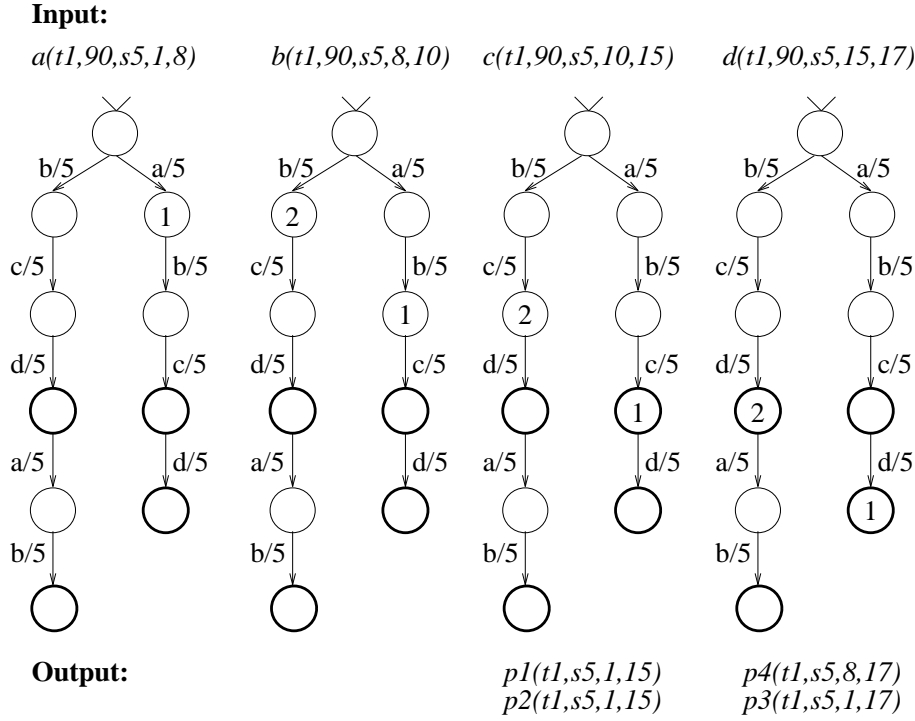 Input:
a(t1,90,s5,1,8) b(t1,90,s5,8,10) c(t1,90,s5,10,15) d(t1,90,s5,15,17)
b/5 a/5 b/5 a/5 b/5 a/5 b/5 a/5
1 2
c/5 b/5 c/5 b/5 c/5 b/5 c/5 b/5
1 2
d/5 c/5 d/5 c/5 d/5 c/5 d/5 c/5
1 2
a/5 d/5 a/5 d/5 a/5 d/5 a/5 d/5
1
b/5 b/5 b/5 b/5
Output: p1(t1,s5,1,15) p4(t1,s5,8,17)
p2(t1,s5,1,15) p3(t1,s5,1,17)